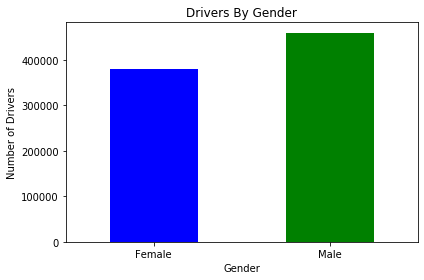 Drivers By Gender
Number of Drivers
400000
300000
200000
100000
0
Female Male
Gender